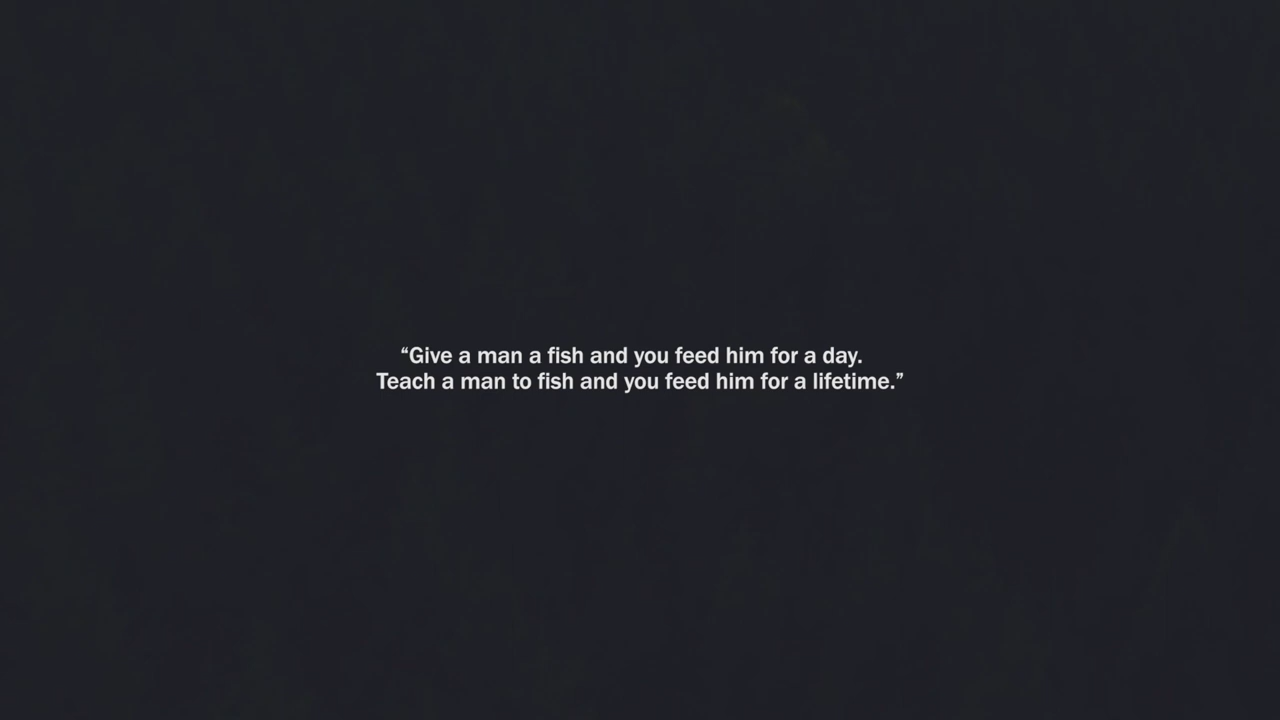 “Give a man a fish and you feed him for a day.
Teach a man to fish and you feed him for a lifetime.”